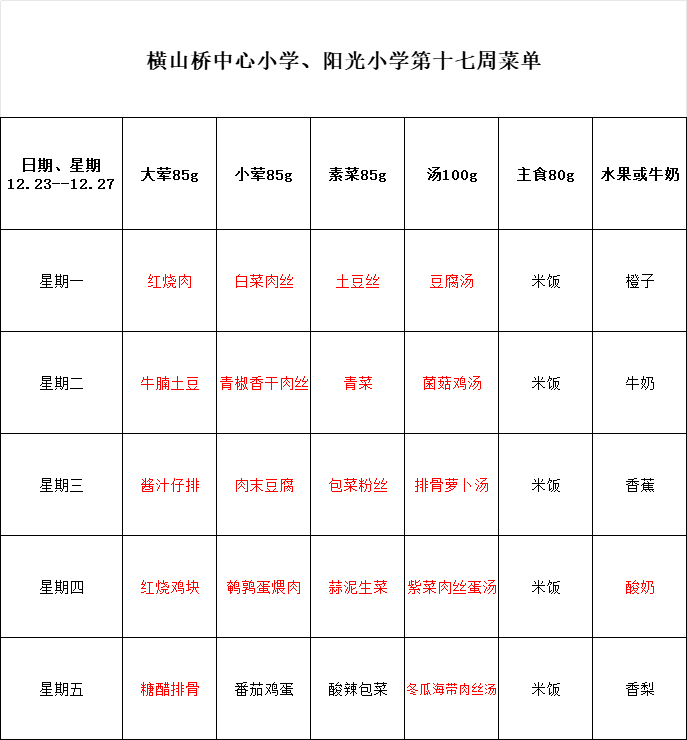 横山桥中心小学、阳光小学第十七周菜单
日期、星期
12.23--12.27
大荤85g
小荤85g
素菜85g
汤100g
主食80g
水果或牛奶
星期一
红烧肉
白菜肉丝
土豆丝
豆腐汤
米饭
橙子
星期二
牛腩土豆
青椒香干肉丝
青菜
菌菇鸡汤
米饭
牛奶
星期三
酱汁仔排
肉末豆腐
包菜粉丝
排骨萝卜汤
米饭
香蕉
星期四
红烧鸡块
鹌鹑蛋煨肉
蒜泥生菜
紫菜肉丝蛋汤
米饭
酸奶
星期五
糖醋排骨
番茄鸡蛋
酸辣包菜
冬瓜海带肉丝汤
米饭
香梨